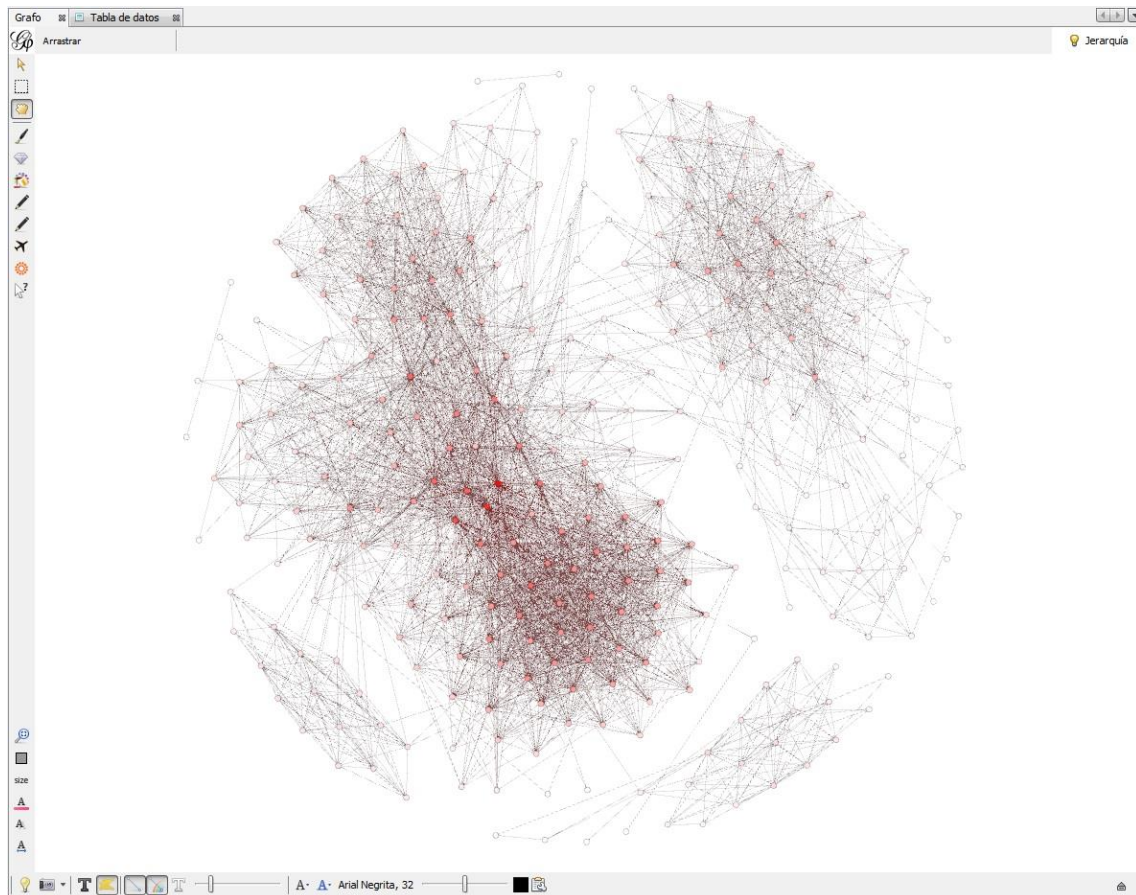 Grafo
Tabla de datos
Arrastrar
Jerarquía
size
A
A
A
T
T
A
A
Arial Negrita, 32